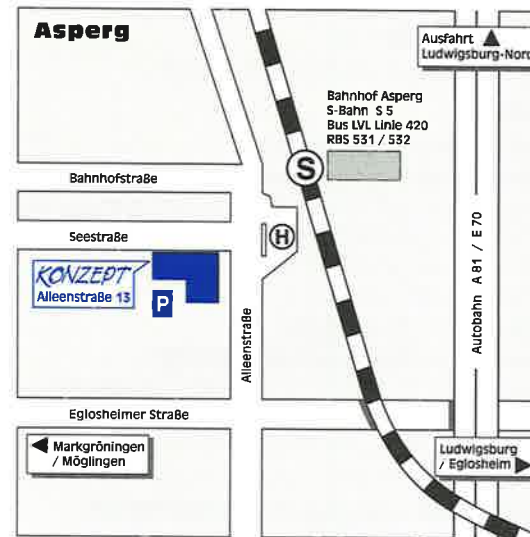 Asperg
Ausfahrt ▲
Ludwigsburg-Nord
Bahnhof Asperg
S-Bahn S 5
Bus LVL Linie 420
RBS 531 / 532
S
Bahnhofstraße
H
Seestraße
KONZEPT
Alleenstraße 13
P
Alleenstraße
Autobahn A 81 / E 70
Eglosheimer Straße
◀ Markgröningen
/ Möglingen
Ludwigsburg
/ Eglosheim ▶